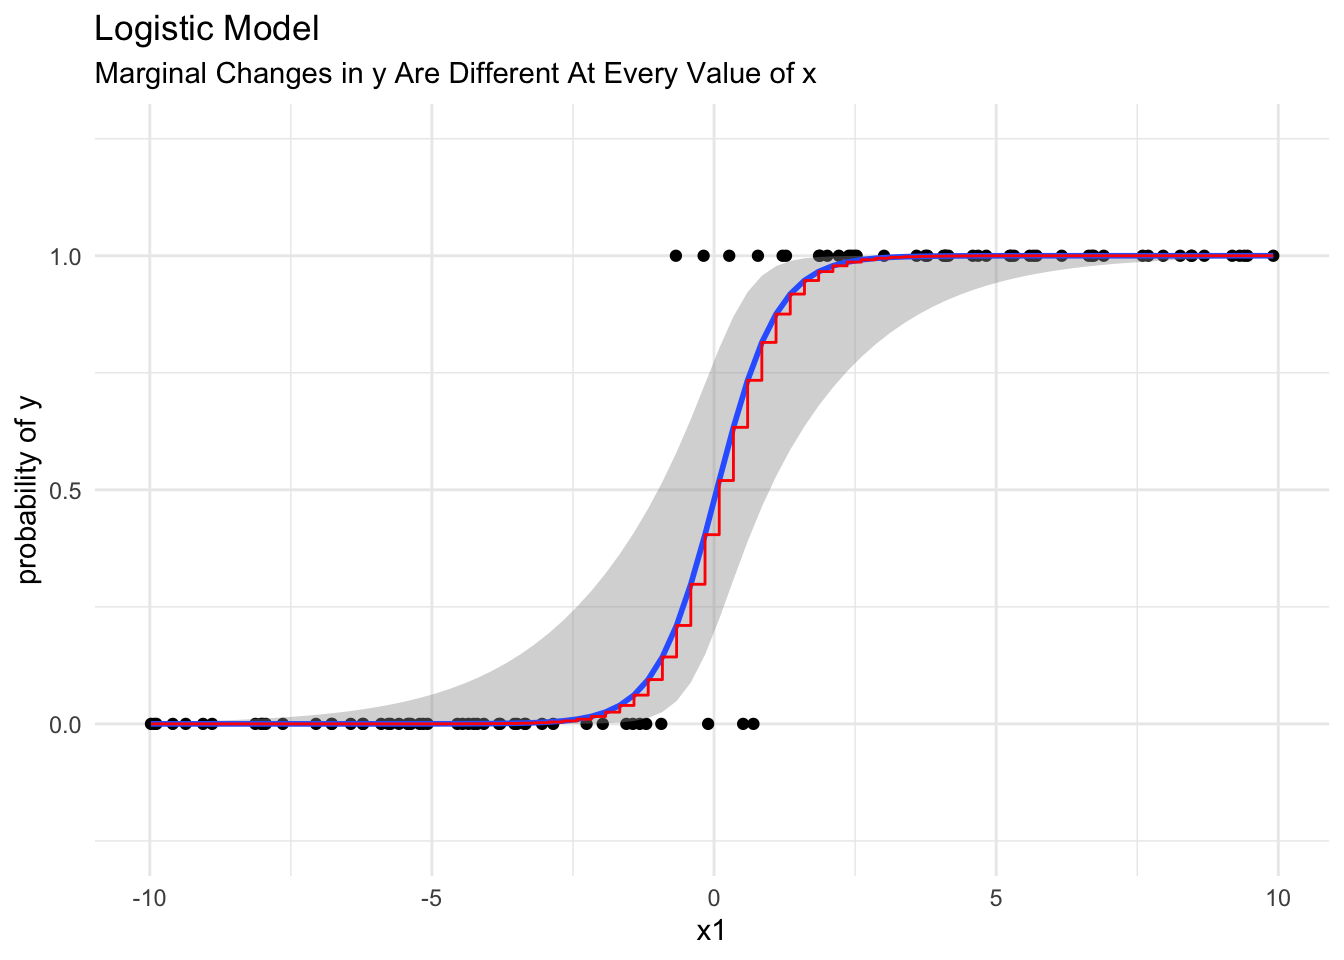 Logistic Model
Marginal Changes in y Are Different At Every Value of x
probability of y
1.0
0.5
0.0
-10
-5
0
5
10
x1